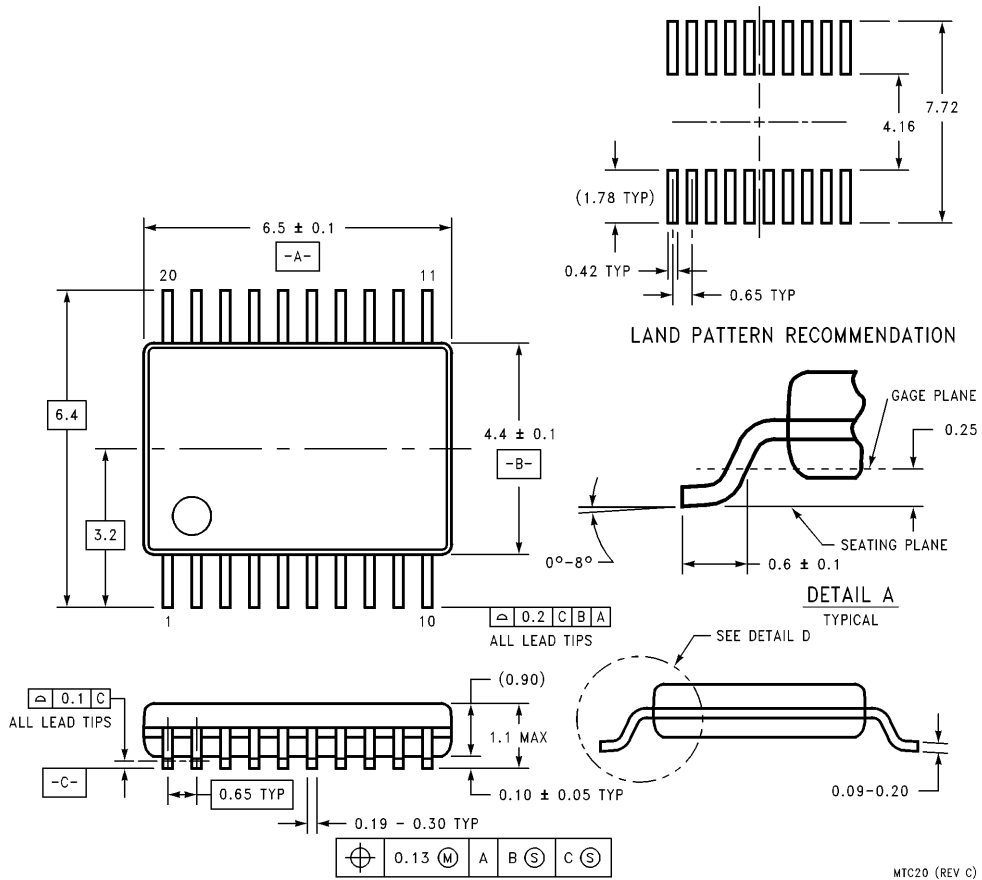 7.72
4.16
(1.78 TYP)
0.42 TYP
0.65 TYP
LAND PATTERN RECOMMENDATION
6.5 ± 0.1
-A-
20
11
6.4
3.2
4.4 ± 0.1
-B-
1
10
⌓ 0.2 C B A
ALL LEAD TIPS
GAGE PLANE
0.25
SEATING PLANE
0°-8°
0.6 ± 0.1
DETAIL A
TYPICAL
SEE DETAIL D
⌓ 0.1 C
ALL LEAD TIPS
-C-
(0.90)
1.1 MAX
0.65 TYP
0.10 ± 0.05 TYP
0.19 - 0.30 TYP
0.09-0.20
⌖ 0.13 Ⓜ A B Ⓢ C Ⓢ
MTC20 (REV C)